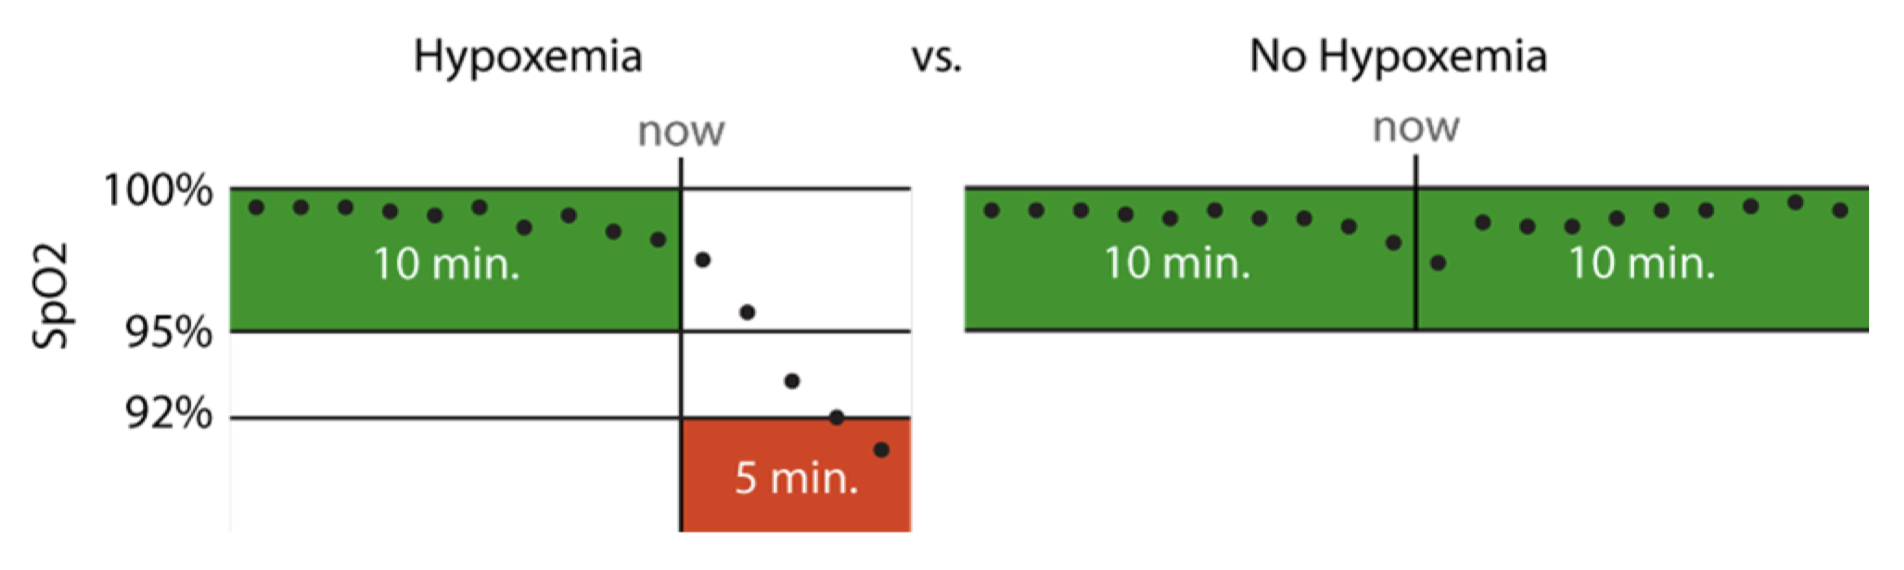 Hypoxemia vs. No Hypoxemia
now now
100%
10 min. 10 min. 10 min.
SpO2
95%
92%
5 min.